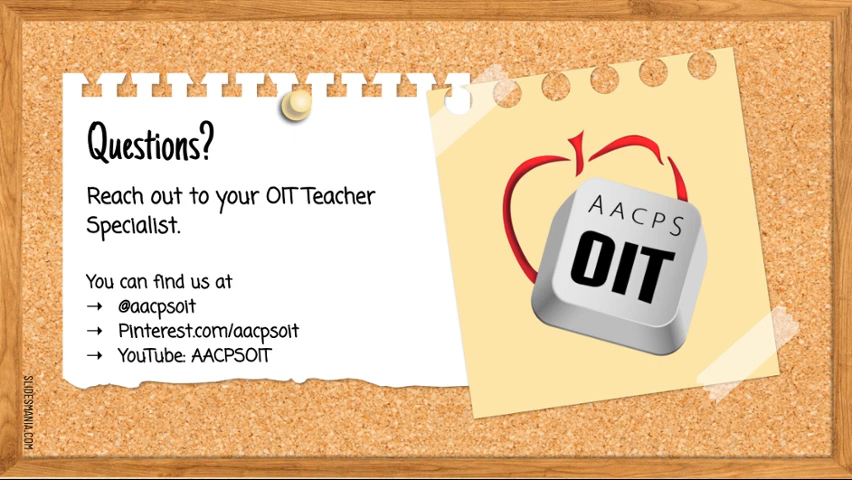 Questions?
Reach out to your OIT Teacher
Specialist.
You can find us at
→ @aacpsoit
→ Pinterest.com/aacpsoit
→ YouTube: AACPSOIT
AACPS
OIT
SLIDESMANIA.COM